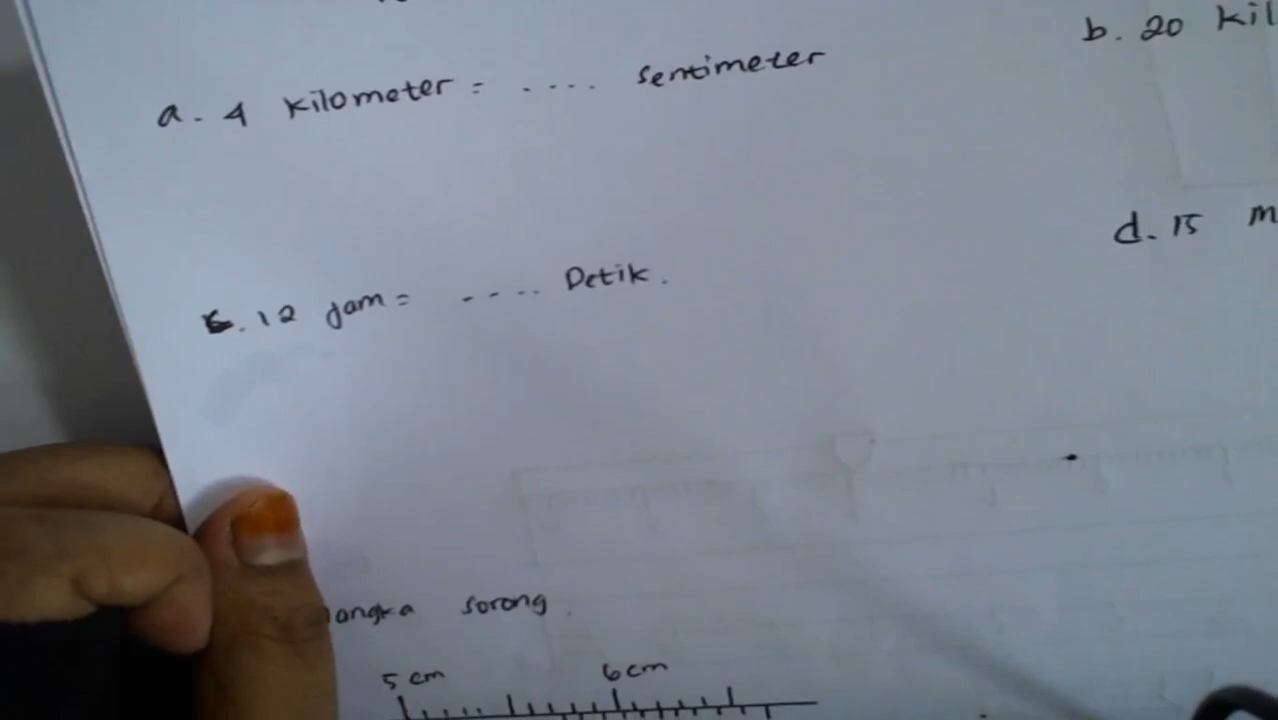 a. 4 kilometer = .... sentimeter
b. 20 kil
c. 12 jam = .... Detik.
d. 15 m
angka sorong.
5 cm 6 cm